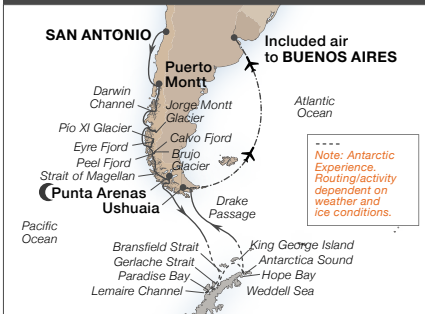 SAN ANTONIO
Included air
to BUENOS AIRES
Puerto
Montt
Darwin
Channel
Jorge Montt
Glacier
Atlantic
Ocean
Pío XI Glacier
Calvo Fjord
Eyre Fjord
Brujo
Glacier
Peel Fjord
Strait of Magellan
Note: Antarctic
Experience.
Routing/activity
dependent on
weather and
ice conditions.
Punta Arenas
Ushuaia
Drake
Passage
Pacific
Ocean
Bransfield Strait
King George Island
Gerlache Strait
Antarctica Sound
Paradise Bay
Hope Bay
Lemaire Channel
Weddell Sea